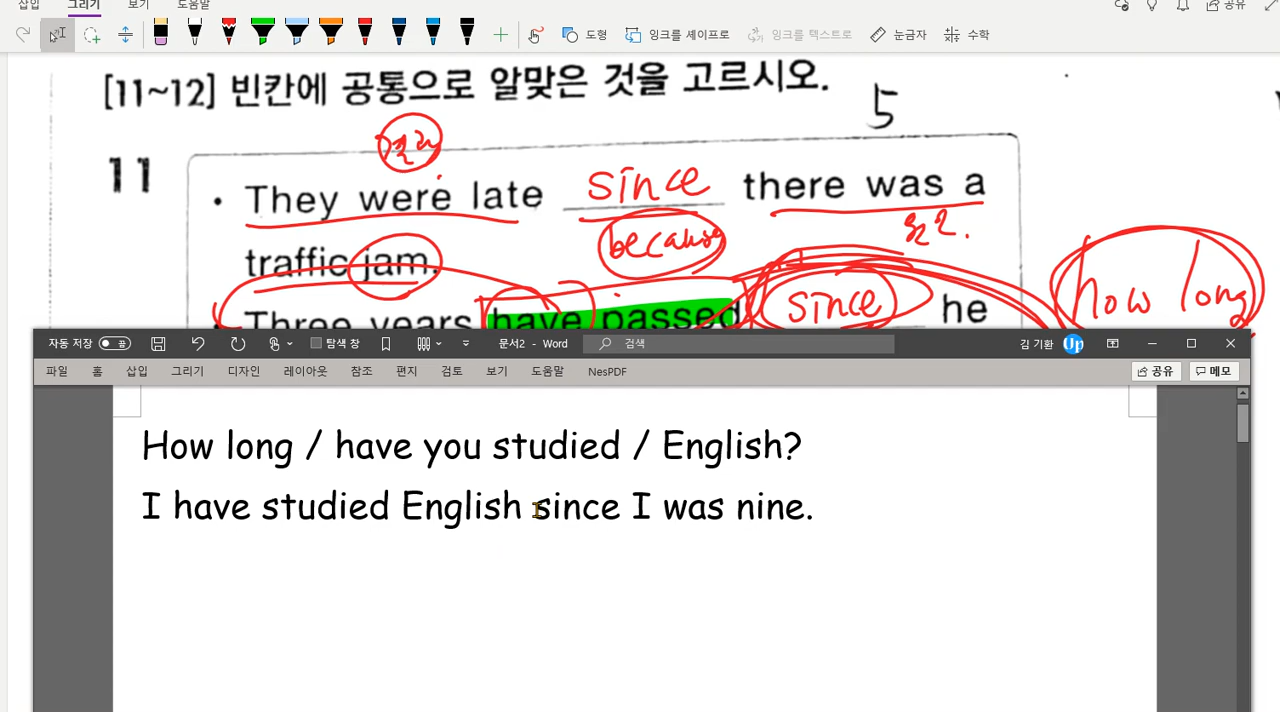 삽입 그리기 보기 도움말
공유
도형 잉크를 셰이프로 잉크를 텍스트로 눈금자 수학
[11~12] 빈칸에 공통으로 알맞은 것을 고르시오.
5
결과
11
• They were late since there was a
because
traffic jam.
how long
Three years have passed since he
자동 저장 끔 탐색 창 문서2 - Word 검색 김 기환 Up
파일 홈 삽입 그리기 디자인 레이아웃 참조 편지 검토 보기 도움말 NesPDF 공유 메모
How long / have you studied / English?
I have studied English since I was nine.